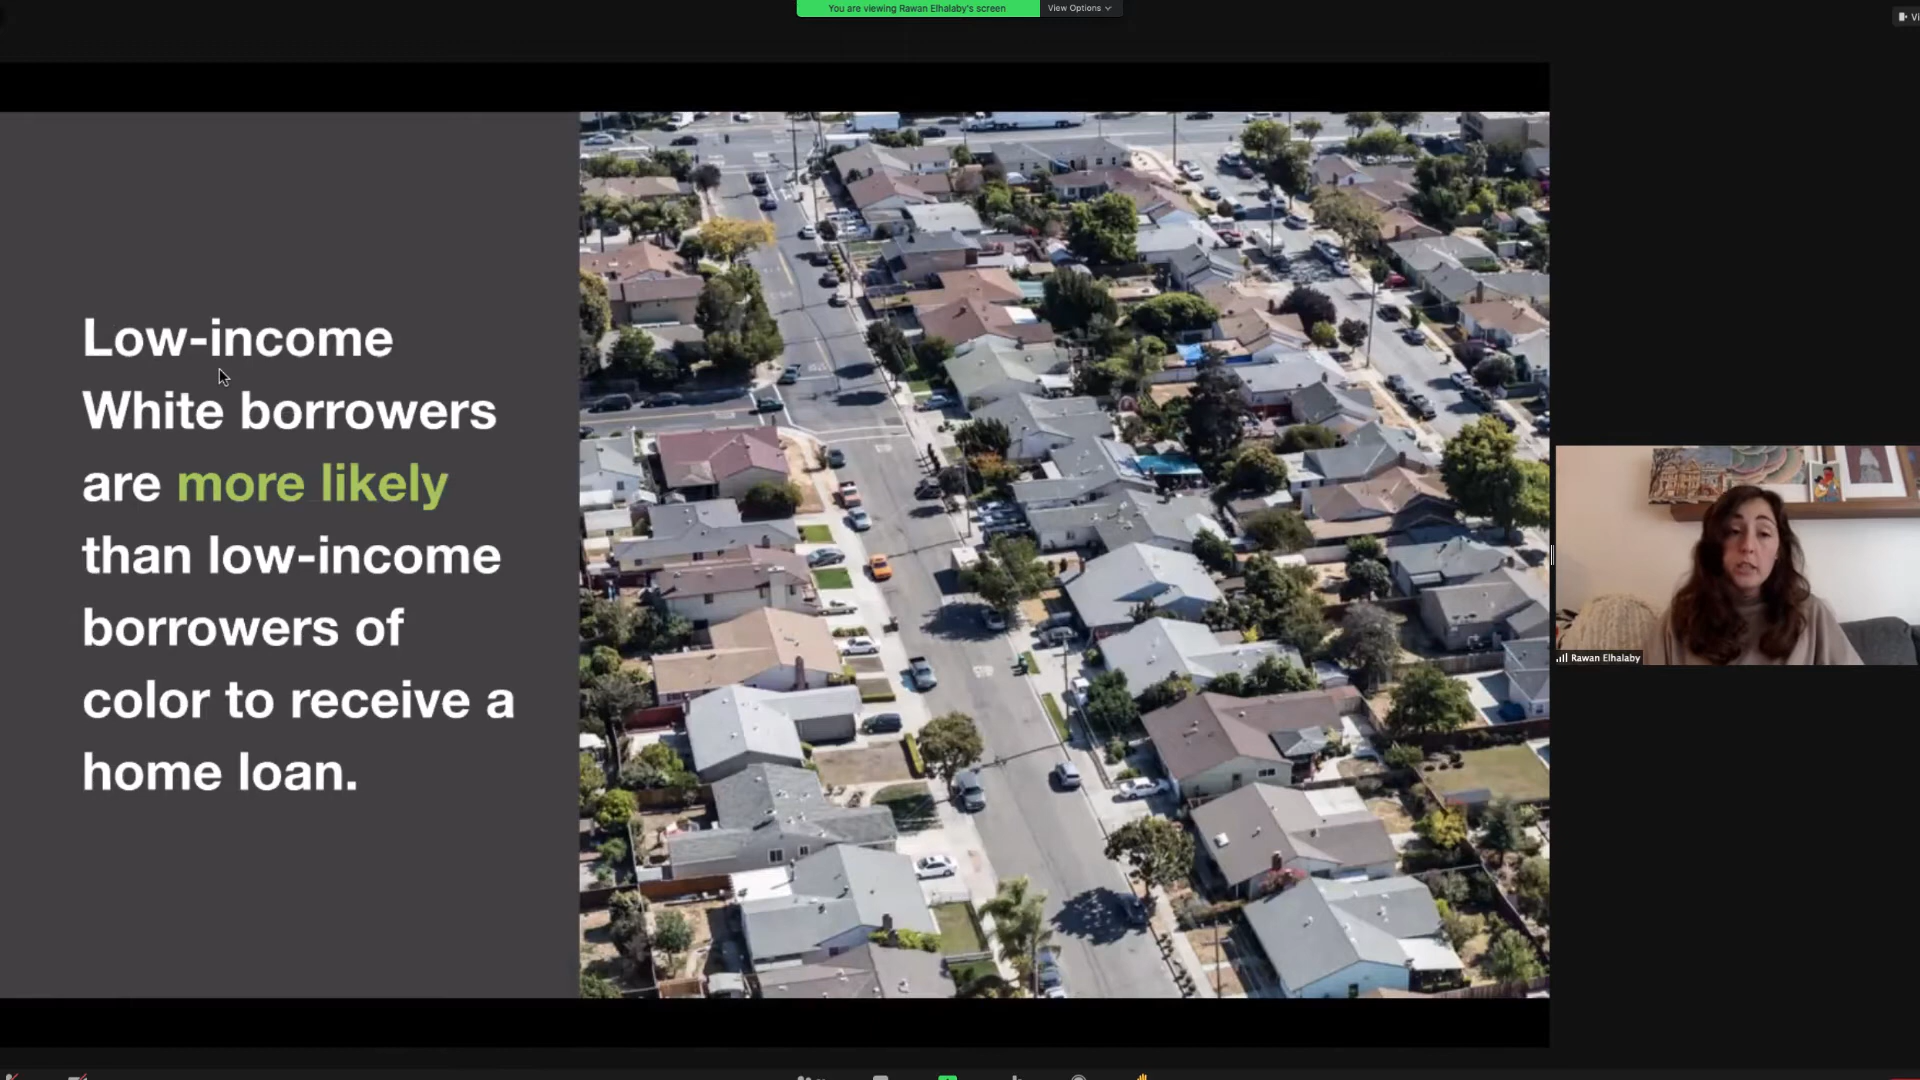 You are viewing Rawan Elhalaby's screen
View Options
Low-income
White borrowers
are more likely
than low-income
borrowers of
color to receive a
home loan.
Rawan Elhalaby